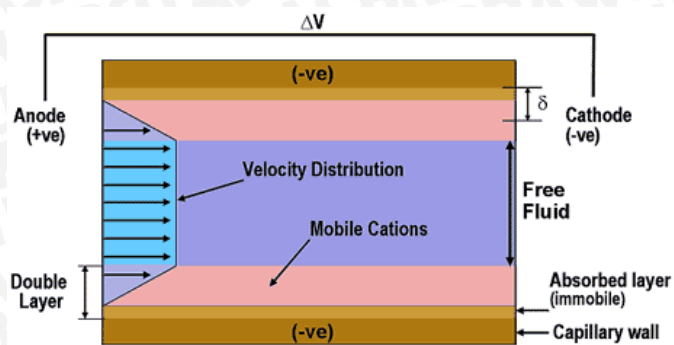 ΔV
(-ve)
Anode
(+ve)
δ
Cathode
(-ve)
Velocity Distribution
Free
Fluid
Mobile Cations
Double
Layer
Absorbed layer
(immobile)
(-ve)
Capillary wall